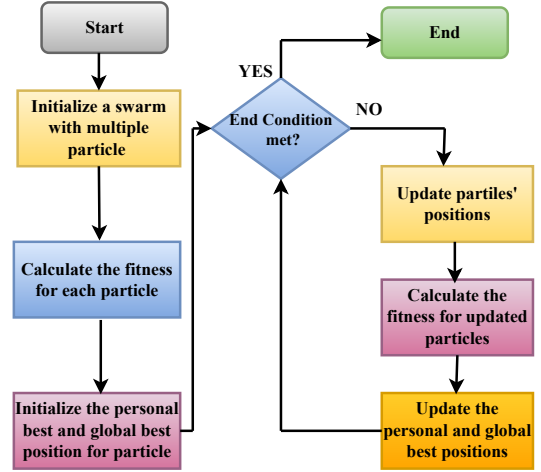 Start
Initialize a swarm
with multiple
particle
Calculate the fitness
for each particle
Initialize the personal
best and global best
position for particle
End Condition
met?
YES
End
NO
Update partiles'
positions
Calculate the
fitness for updated
particles
Update the
personal and global
best positions